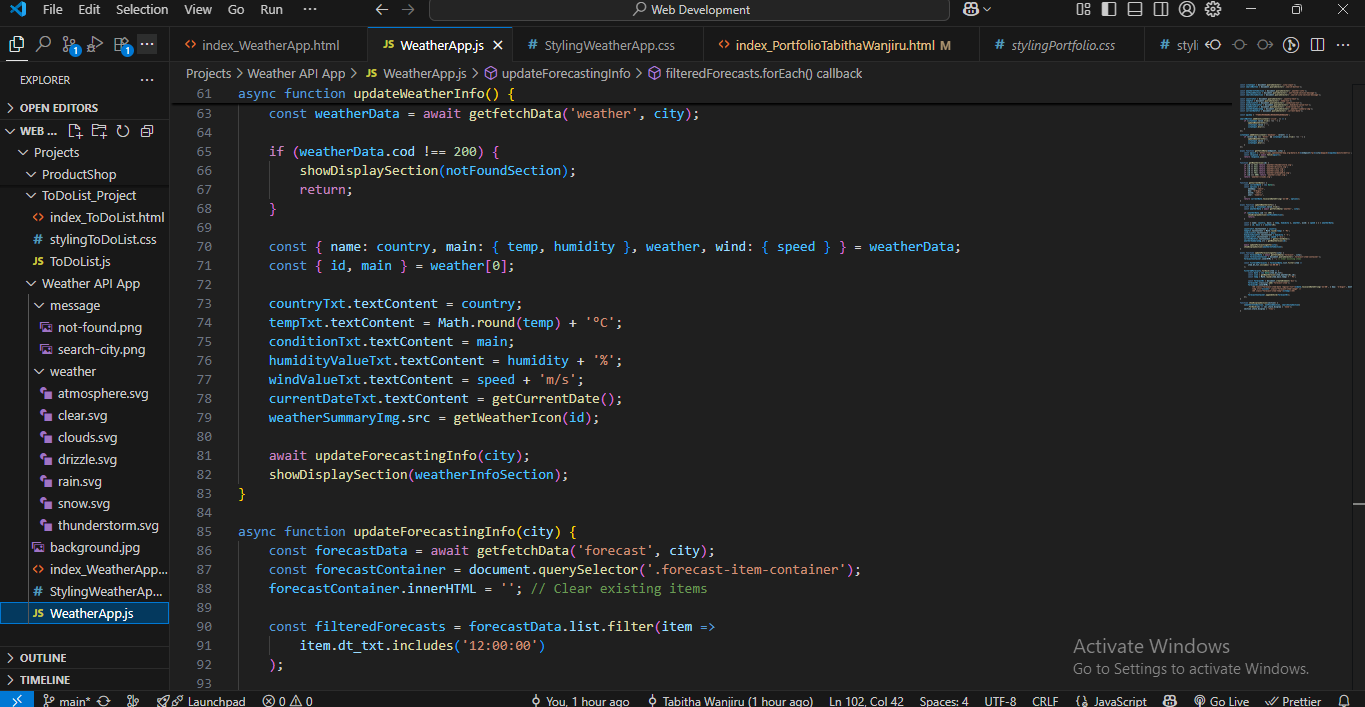 File Edit Selection View Go Run ··· Web Development
index_WeatherApp.html JS WeatherApp.js # StylingWeatherApp.css index_PortfolioTabithaWanjiru.html M # stylingPortfolio.css # styli
1 1
EXPLORER
Projects > Weather API App > JS WeatherApp.js > updateForecastingInfo > filteredForecasts.forEach() callback
OPEN EDITORS
WEB ...
Projects
ProductShop
ToDoList_Project
index_ToDoList.html
# stylingToDoList.css
JS ToDoList.js
Weather API App
message
not-found.png
search-city.png
weather
atmosphere.svg
clear.svg
clouds.svg
drizzle.svg
rain.svg
snow.svg
thunderstorm.svg
background.jpg
index_WeatherApp...
# StylingWeatherAp...
JS WeatherApp.js
OUTLINE
TIMELINE
61 async function updateWeatherInfo() {
63 const weatherData = await getfetchData('weather', city);
64
65 if (weatherData.cod !== 200) {
66 showDisplaySection(notFoundSection);
67 return;
68 }
69
70 const { name: country, main: { temp, humidity }, weather, wind: { speed } } = weatherData;
71 const { id, main } = weather[0];
72
73 countryTxt.textContent = country;
74 tempTxt.textContent = Math.round(temp) + '°C';
75 conditionTxt.textContent = main;
76 humidityValueTxt.textContent = humidity + '%';
77 windValueTxt.textContent = speed + 'm/s';
78 currentDateTxt.textContent = getCurrentDate();
79 weatherSummaryImg.src = getWeatherIcon(id);
80
81 await updateForecastingInfo(city);
82 showDisplaySection(weatherInfoSection);
83 }
84
85 async function updateForecastingInfo(city) {
86 const forecastData = await getfetchData('forecast', city);
87 const forecastContainer = document.querySelector('.forecast-item-container');
88 forecastContainer.innerHTML = ''; // Clear existing items
89
90 const filteredForecasts = forecastData.list.filter(item =>
91 item.dt_txt.includes('12:00:00')
92 );
93
Activate Windows
Go to Settings to activate Windows.
main* Launchpad 0 0 You, 1 hour ago Tabitha Wanjiru (1 hour ago) Ln 102, Col 42 Spaces: 4 UTF-8 CRLF {} JavaScript Go Live Prettier